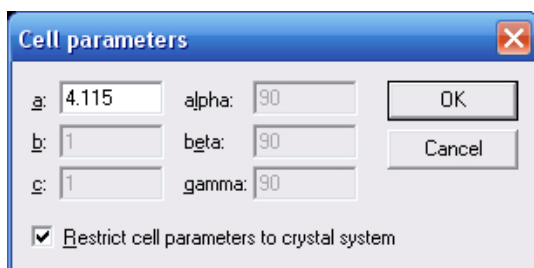 Cell parameters
a: 4.115 alpha: 90 OK
b: 1 beta: 90 Cancel
c: 1 gamma: 90
Restrict cell parameters to crystal system